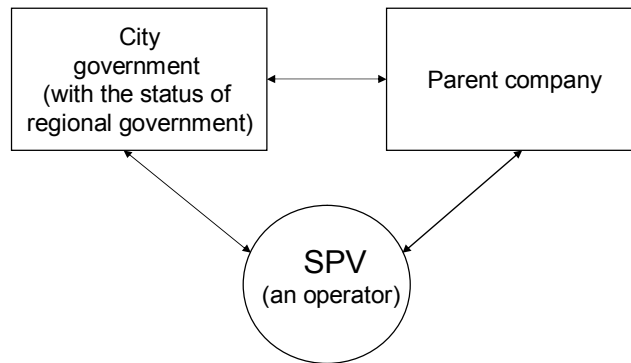 City
government
(with the status of
regional government)
Parent company
SPV
(an operator)